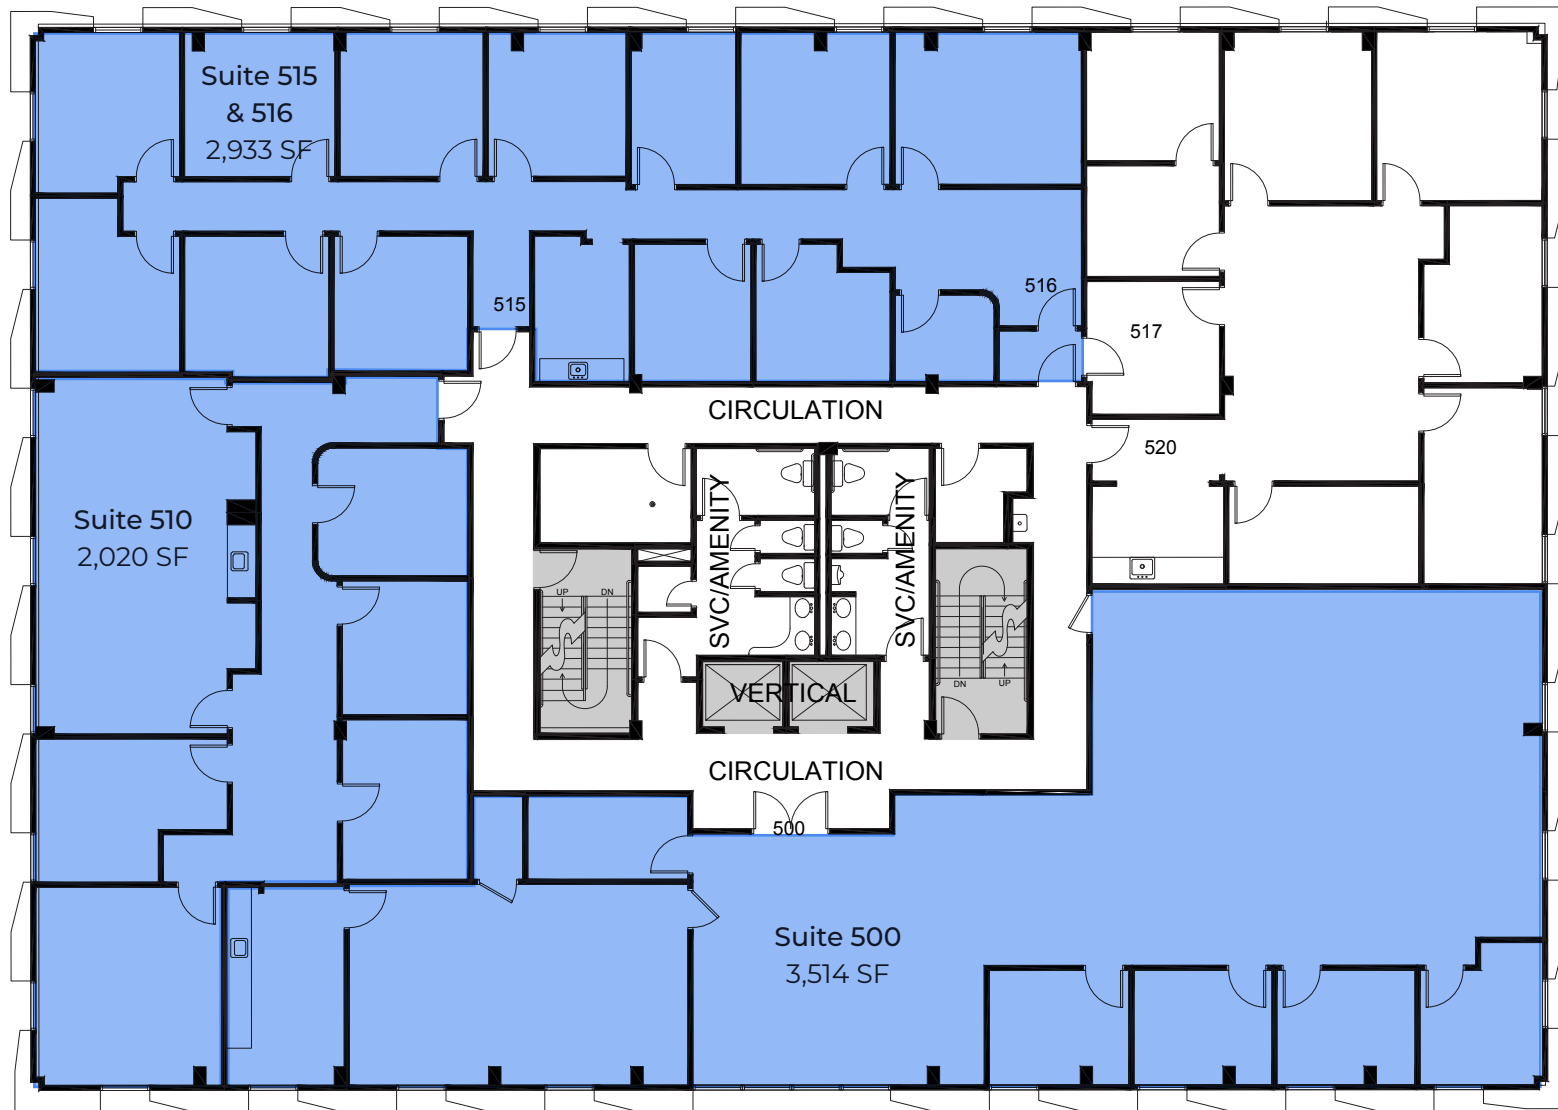 Suite 515
& 516
2,933 SF
515
516
517
CIRCULATION
520
SVC/AMENITY
SVC/AMENITY
Suite 510
2,020 SF
UP
DN
DN
UP
VERTICAL
CIRCULATION
500
Suite 500
3,514 SF